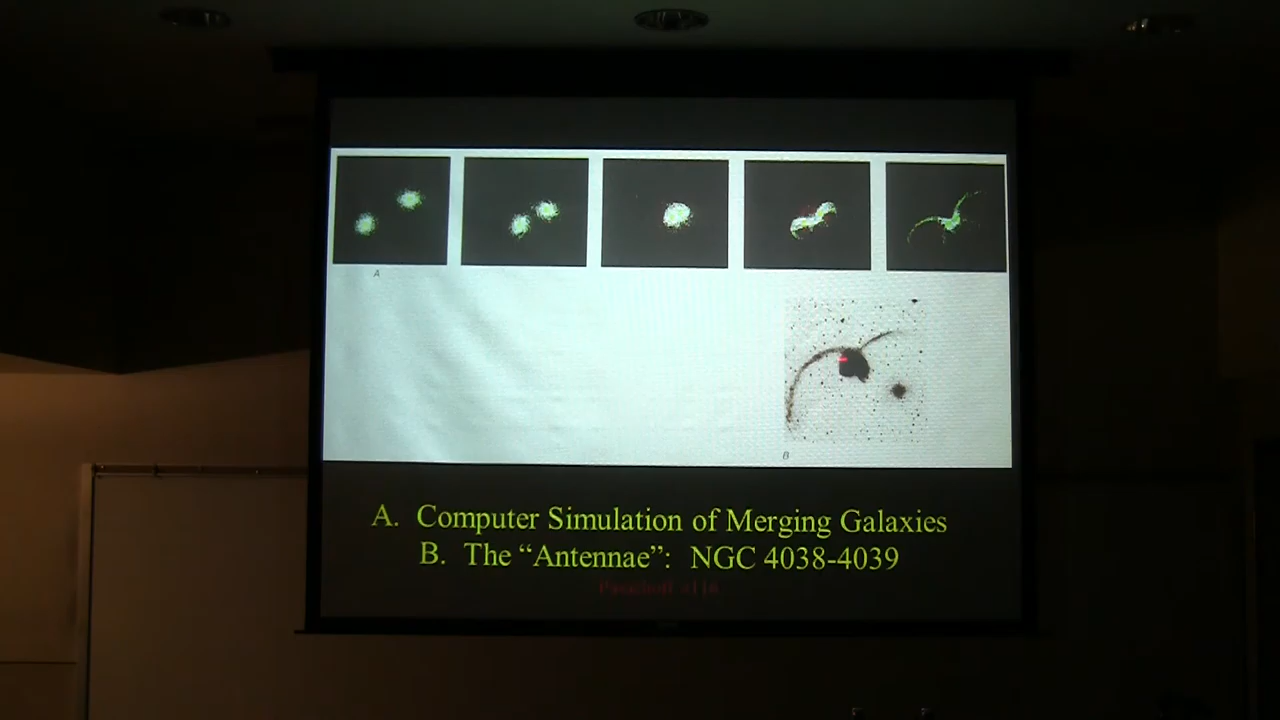 A
B
A. Computer Simulation of Merging Galaxies
B. The “Antennae”: NGC 4038-4039